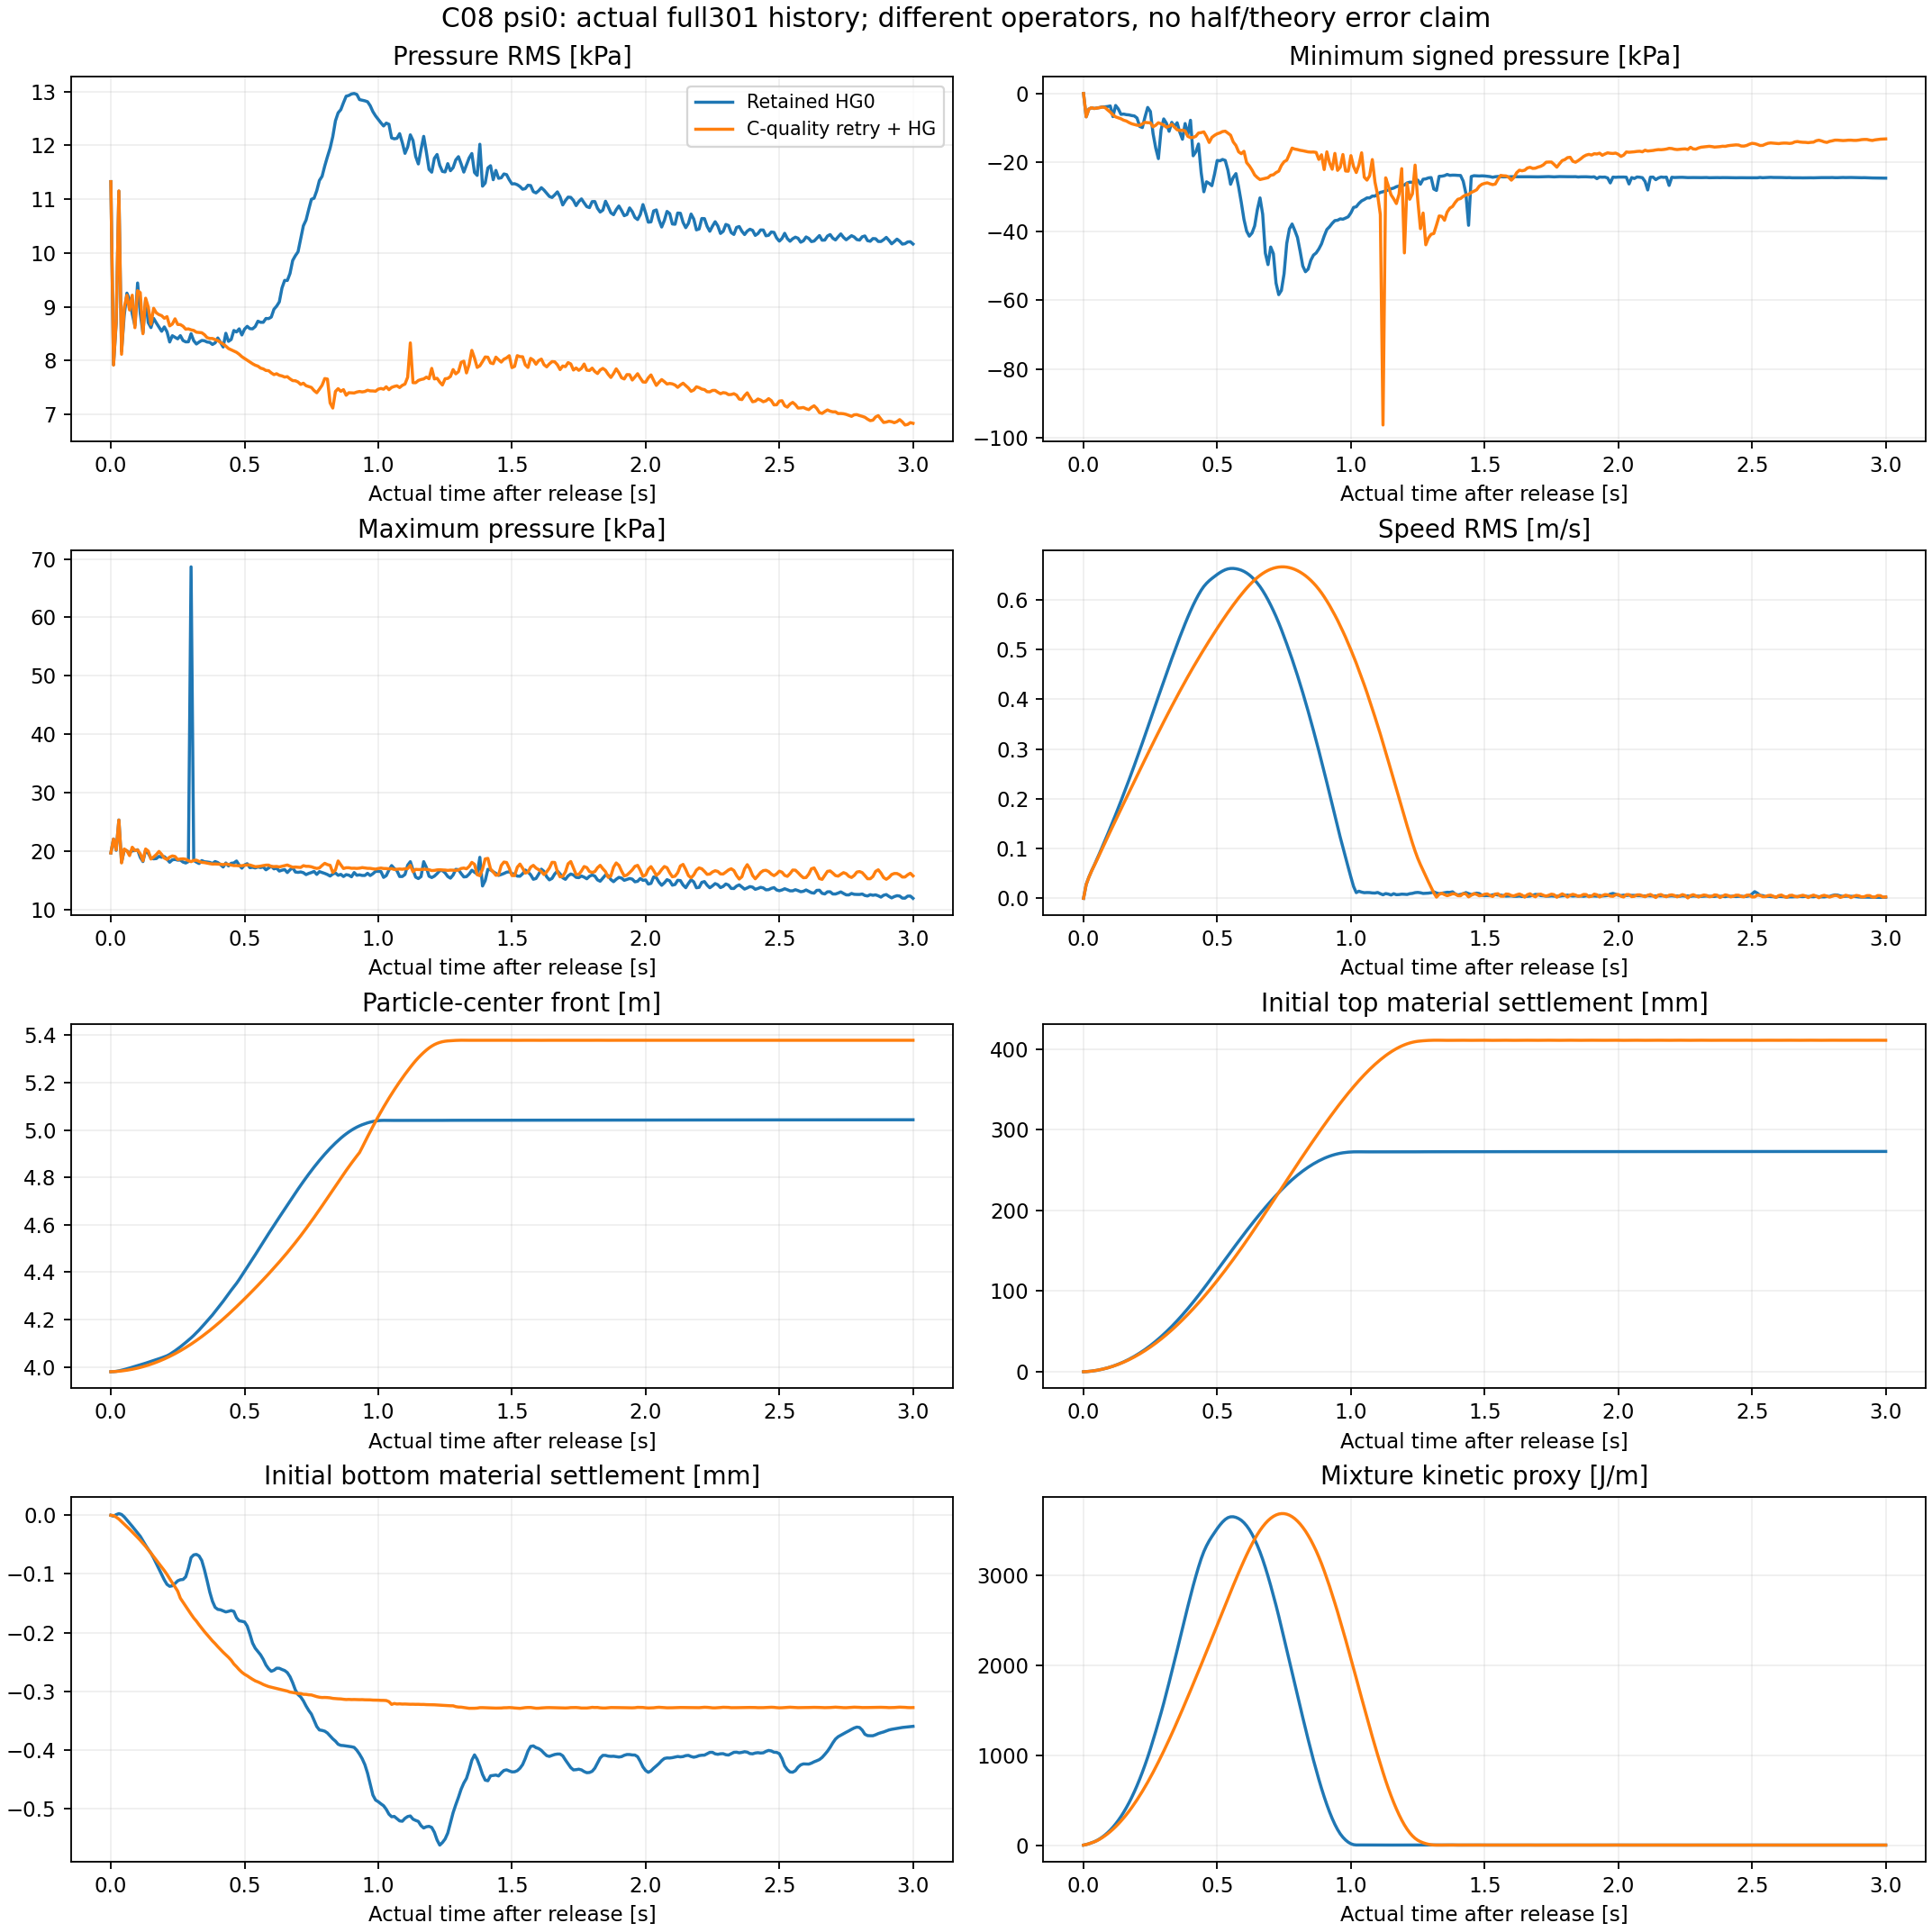 C08 psi0: actual full301 history; different operators, no half/theory error claim
Pressure RMS [kPa]
13
12
11
10
9
8
7
Retained HG0
C-quality retry + HG
0.0 0.5 1.0 1.5 2.0 2.5 3.0
Actual time after release [s]
Minimum signed pressure [kPa]
0
−20
−40
−60
−80
−100
0.0 0.5 1.0 1.5 2.0 2.5 3.0
Actual time after release [s]
Maximum pressure [kPa]
70
60
50
40
30
20
10
0.0 0.5 1.0 1.5 2.0 2.5 3.0
Actual time after release [s]
Speed RMS [m/s]
0.6
0.5
0.4
0.3
0.2
0.1
0.0
0.0 0.5 1.0 1.5 2.0 2.5 3.0
Actual time after release [s]
Particle-center front [m]
5.4
5.2
5.0
4.8
4.6
4.4
4.2
4.0
0.0 0.5 1.0 1.5 2.0 2.5 3.0
Actual time after release [s]
Initial top material settlement [mm]
400
300
200
100
0
0.0 0.5 1.0 1.5 2.0 2.5 3.0
Actual time after release [s]
Initial bottom material settlement [mm]
0.0
−0.1
−0.2
−0.3
−0.4
−0.5
0.0 0.5 1.0 1.5 2.0 2.5 3.0
Actual time after release [s]
Mixture kinetic proxy [J/m]
3000
2000
1000
0
0.0 0.5 1.0 1.5 2.0 2.5 3.0
Actual time after release [s]